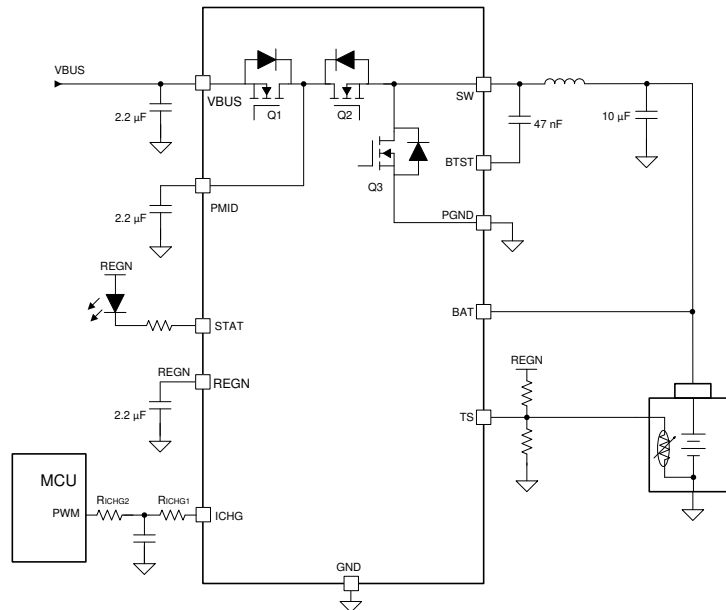 VBUS
2.2 µF
VBUS
Q1
Q2
SW
47 nF
10 µF
BTST
Q3
PMID
2.2 µF
PGND
REGN
STAT
BAT
REGN
REGN
REGN
2.2 µF
TS
MCU
PWM
RICHG2
RICHG1
ICHG
GND